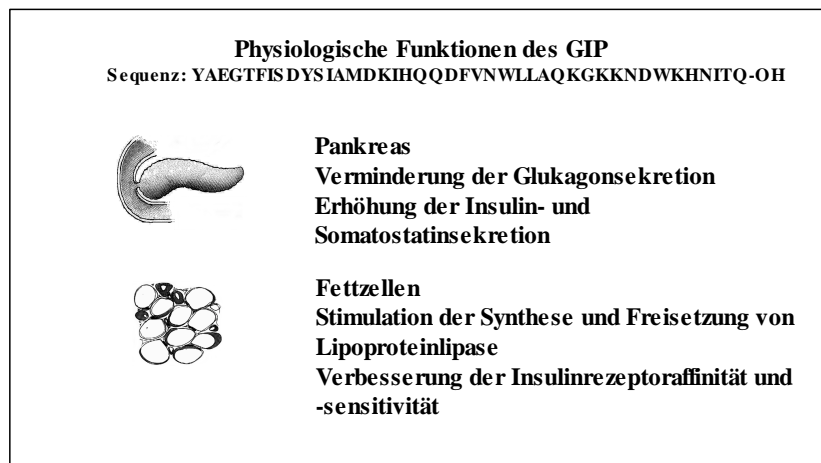 Physiologische Funktionen des GIP
Sequenz: YAEGTFISDYSIAMDKIHQQDFVNWLLAQKGKKNDWKHNITQ-OH
Pankreas
Verminderung der Glukagonsekretion
Erhöhung der Insulin- und
Somatostatinsekretion
Fettzellen
Stimulation der Synthese und Freisetzung von
Lipoproteinlipase
Verbesserung der Insulinrezeptoraffinität und
-sensitivität